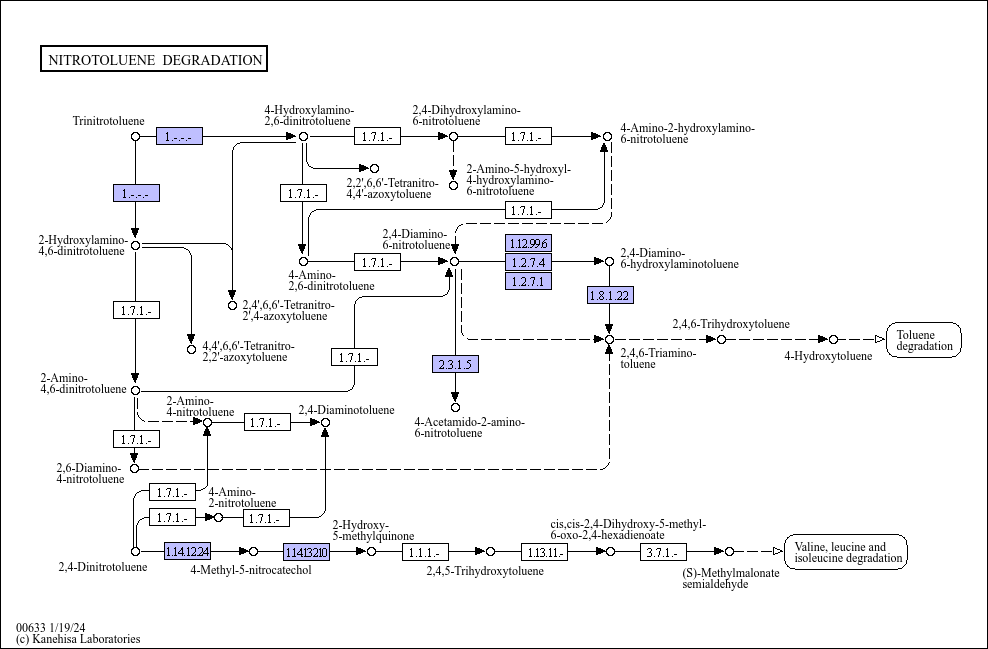 NITROTOLUENE DEGRADATION
Trinitrotoluene
4-Hydroxylamino-
2,6-dinitrotoluene
2,4-Dihydroxylamino-
6-nitrotoluene
4-Amino-2-hydroxylamino-
6-nitrotoluene
1.-.-.-
1.7.1.-
1.7.1.-
2-Amino-5-hydroxyl-
4-hydroxylamino-
6-nitrotoluene
2,2',6,6'-Tetranitro-
4,4'-azoxytoluene
1.-.-.-
1.7.1.-
1.7.1.-
2-Hydroxylamino-
4,6-dinitrotoluene
2,4-Diamino-
6-nitrotoluene
1.12.99.6
1.7.1.-
1.2.7.4
2,4-Diamino-
6-hydroxylaminotoluene
4-Amino-
2,6-dinitrotoluene
1.2.7.1
1.8.1.22
2,4',6,6'-Tetranitro-
2',4-azoxytoluene
1.7.1.-
2,4,6-Trihydroxytoluene
4,4',6,6'-Tetranitro-
2,2'-azoxytoluene
1.7.1.-
2.3.1.5
2,4,6-Triamino-
toluene
4-Hydroxytoluene
Toluene
degradation
2-Amino-
4,6-dinitrotoluene
2-Amino-
4-nitrotoluene
2,4-Diaminotoluene
1.7.1.-
4-Acetamido-2-amino-
6-nitrotoluene
1.7.1.-
2,6-Diamino-
4-nitrotoluene
1.7.1.-
4-Amino-
2-nitrotoluene
1.7.1.-
1.7.1.-
2-Hydroxy-
5-methylquinone
cis,cis-2,4-Dihydroxy-5-methyl-
6-oxo-2,4-hexadienoate
1.14.12.24
1.14.13.210
1.1.1.-
1.13.11.-
3.7.1.-
Valine, leucine and
isoleucine degradation
2,4-Dinitrotoluene
4-Methyl-5-nitrocatechol
2,4,5-Trihydroxytoluene
(S)-Methylmalonate
semialdehyde
00633 1/19/24
(c) Kanehisa Laboratories